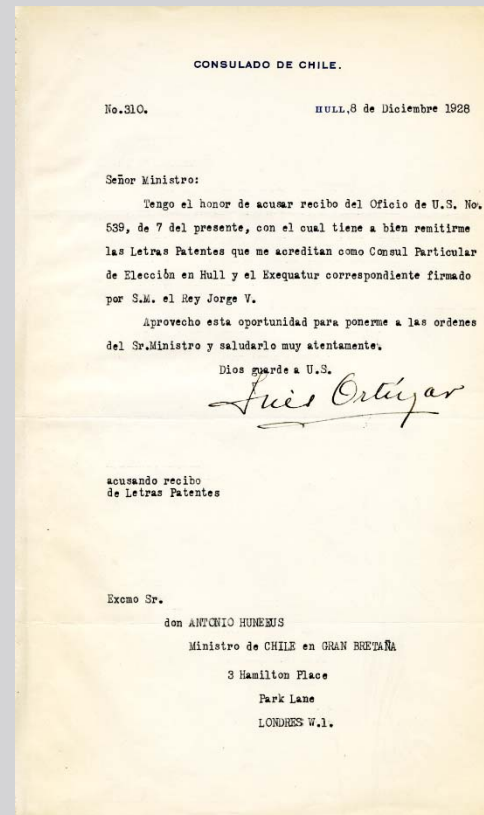 CONSULADO DE CHILE.
No.310. HULL,8 de Diciembre 1928
Señor Ministro:
Tengo el honor de acusar recibo del Oficio de U.S. No.
539, de 7 del presente, con el cual tiene a bien remitirme
las Letras Patentes que me acreditan como Consul Particular
de Elección en Hull y el Exequatur correspondiente firmado
por S.M. el Rey Jorge V.
Aprovecho esta oportunidad para ponerme a las ordenes
del Sr.Ministro y saludarlo muy atentamente.
Dios guarde a U.S.
Inés Ortúzar
acusando recibo
de Letras Patentes
Excmo Sr.
don ANTONIO HUNEEUS
Ministro de CHILE en GRAN BRETAÑA
3 Hamilton Place
Park Lane
LONDRES W.1.